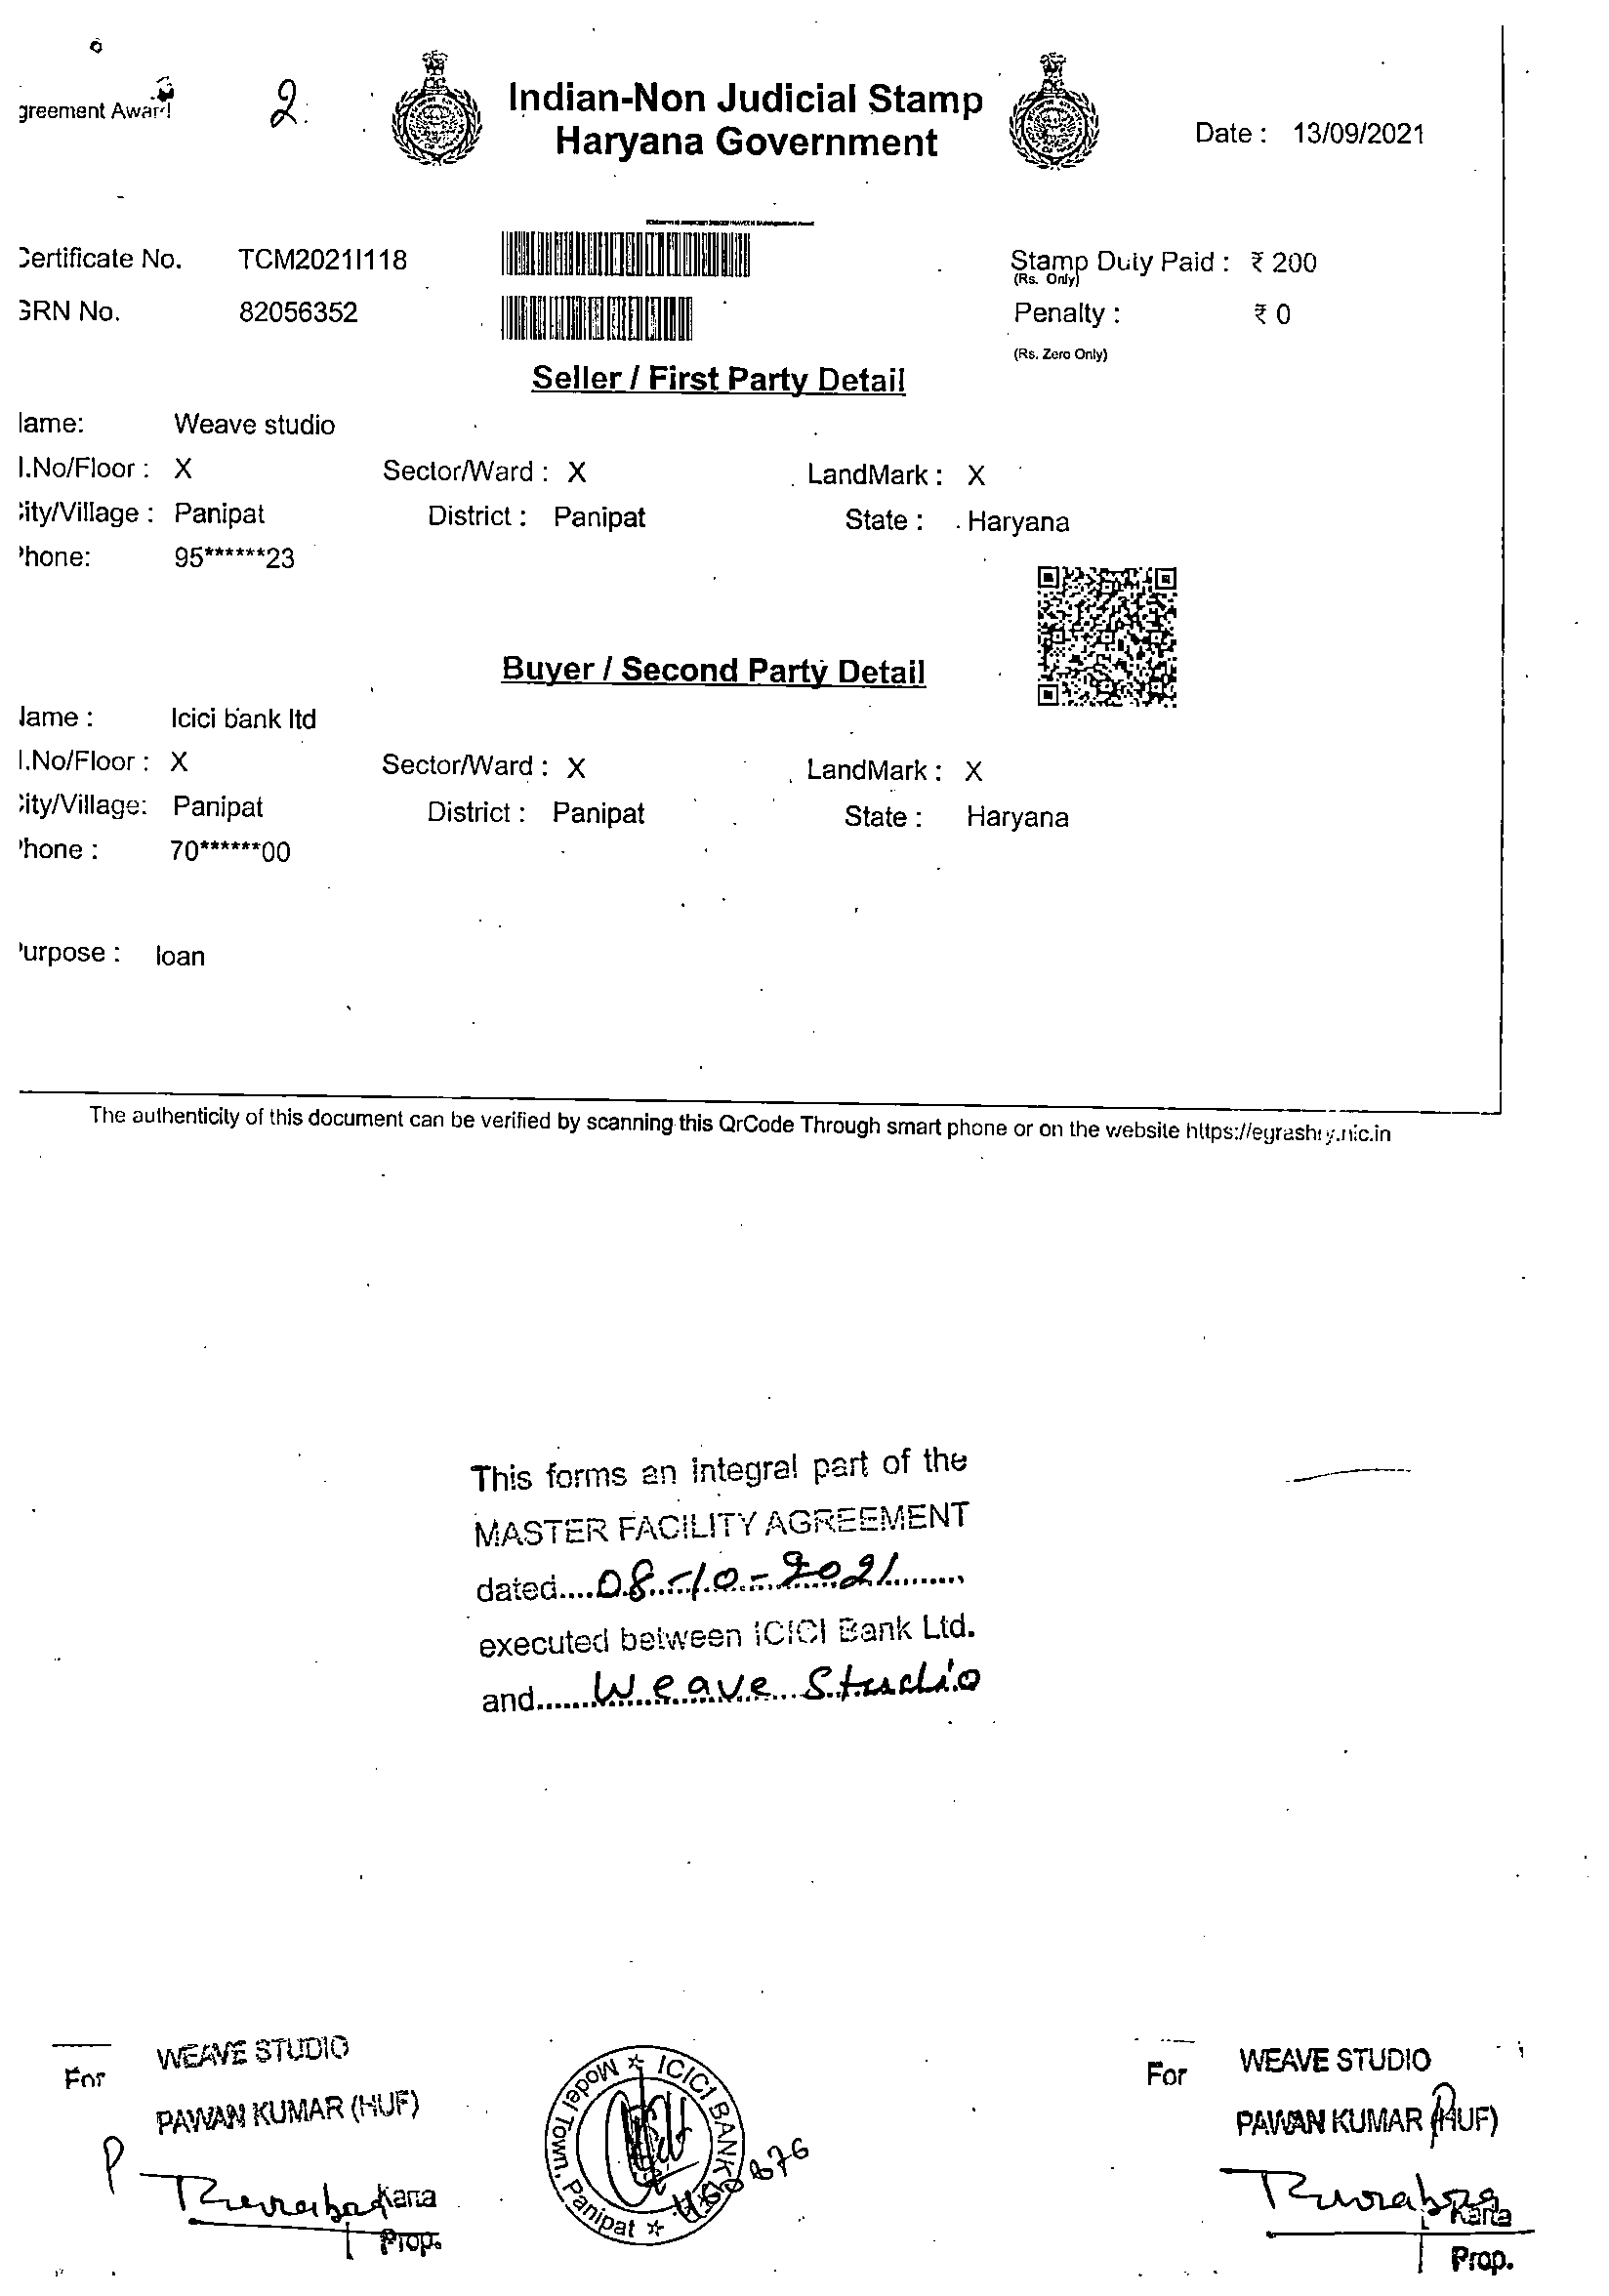 greement Award
2.
Indian-Non Judicial Stamp
Haryana Government
Date : 13/09/2021
Certificate No. TCM2021I118
GRN No. 82056352
Stamp Duty Paid : ₹ 200
(Rs. Only)
Penalty : ₹ 0
(Rs. Zero Only)
Seller / First Party Detail
Name: Weave studio
H.No/Floor : X Sector/Ward : X LandMark : X
City/Village : Panipat District : Panipat State : Haryana
Phone: 95******23
Buyer / Second Party Detail
Name : Icici bank ltd
H.No/Floor : X Sector/Ward : X LandMark : X
City/Village: Panipat District : Panipat State : Haryana
Phone : 70******00
Purpose : loan
The authenticity of this document can be verified by scanning this QrCode Through smart phone or on the website https://egrashry.nic.in
This forms an integral part of the
MASTER FACILITY AGREEMENT
dated....08-10-2021.........
executed between ICICI Bank Ltd.
and......Weave Studio
For WEAVE STUDIO
PAWAN KUMAR (HUF)
Karta
Prop.
ICICI BANK
Model Town, Panipat
For WEAVE STUDIO
PAWAN KUMAR (HUF)
Karta
Prop.